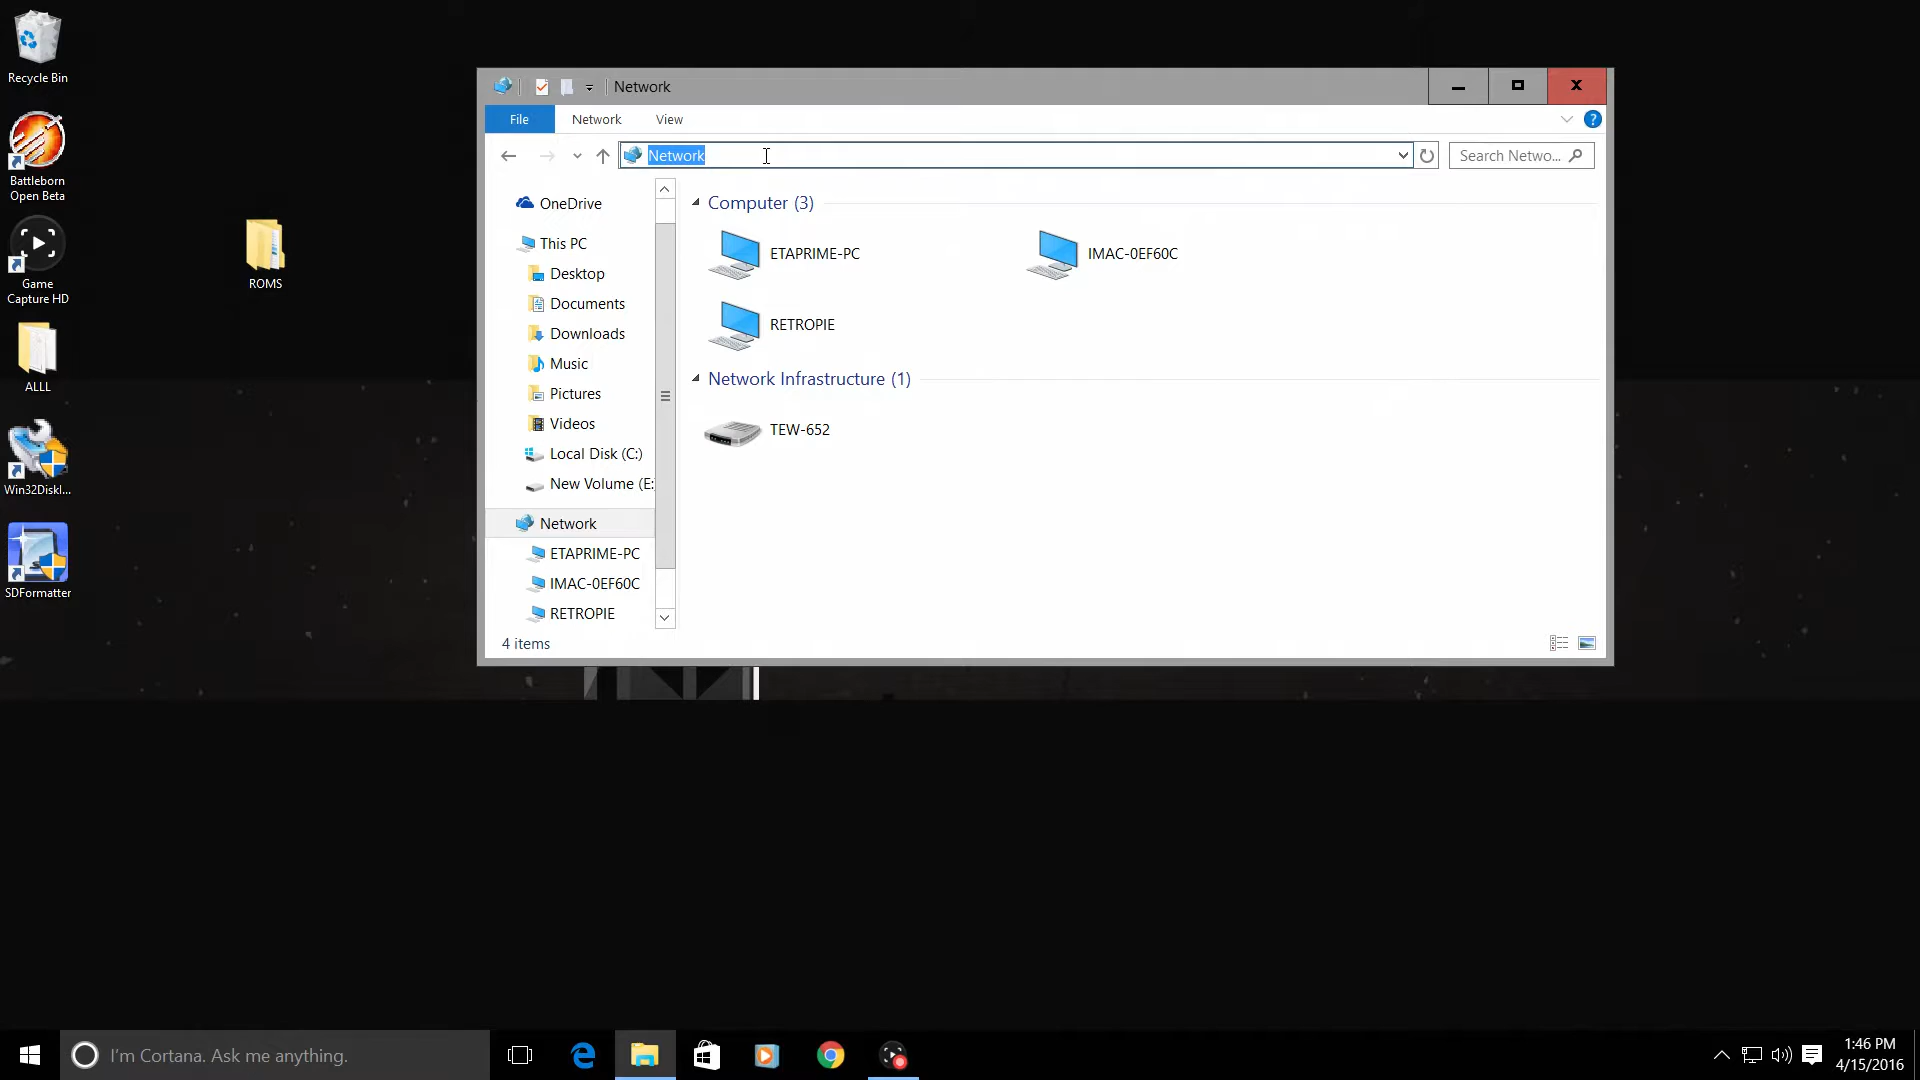 Recycle Bin
Battleborn
Open Beta
Game
Capture HD
ALLL
Win32DiskI...
SDFormatter
ROMS
Network
File
Network
View
Network
Search Netwo...
OneDrive
This PC
Desktop
Documents
Downloads
Music
Pictures
Videos
Local Disk (C:)
New Volume (E:
Network
ETAPRIME-PC
IMAC-0EF60C
RETROPIE
Computer (3)
ETAPRIME-PC
IMAC-0EF60C
RETROPIE
Network Infrastructure (1)
TEW-652
4 items
I'm Cortana. Ask me anything.
1:46 PM
4/15/2016